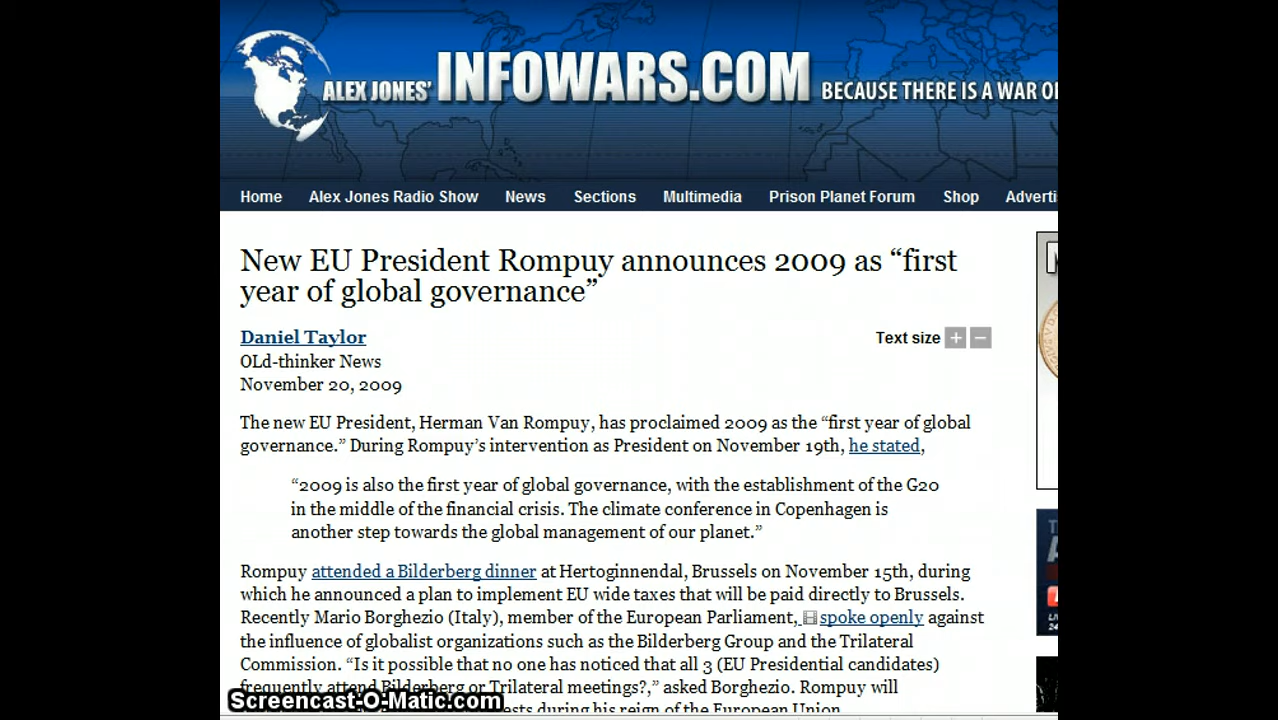 ALEX JONES' INFOWARS.COM BECAUSE THERE IS A WAR
Home Alex Jones Radio Show News Sections Multimedia Prison Planet Forum Shop Adverti
New EU President Rompuy announces 2009 as “first
year of global governance”
Daniel Taylor
Text size + −
OLd-thinker News
November 20, 2009
The new EU President, Herman Van Rompuy, has proclaimed 2009 as the “first year of global
governance.” During Rompuy’s intervention as President on November 19th, he stated,
“2009 is also the first year of global governance, with the establishment of the G20
in the middle of the financial crisis. The climate conference in Copenhagen is
another step towards the global management of our planet.”
Rompuy attended a Bilderberg dinner at Hertoginnendal, Brussels on November 15th, during
which he announced a plan to implement EU wide taxes that will be paid directly to Brussels.
Recently Mario Borghezio (Italy), member of the European Parliament, spoke openly against
the influence of globalist organizations such as the Bilderberg Group and the Trilateral
Commission. “Is it possible that no one has noticed that all 3 (EU Presidential candidates)
frequently attend Bilderberg or Trilateral meetings?,” asked Borghezio. Rompuy will
during his reign of the European Union
Screencast-O-Matic.com